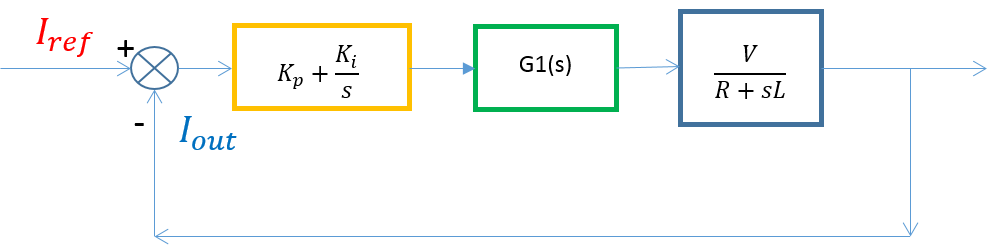 I_ref
+
-
I_out
K_p + K_i/s
G1(s)
V/(R + sL)